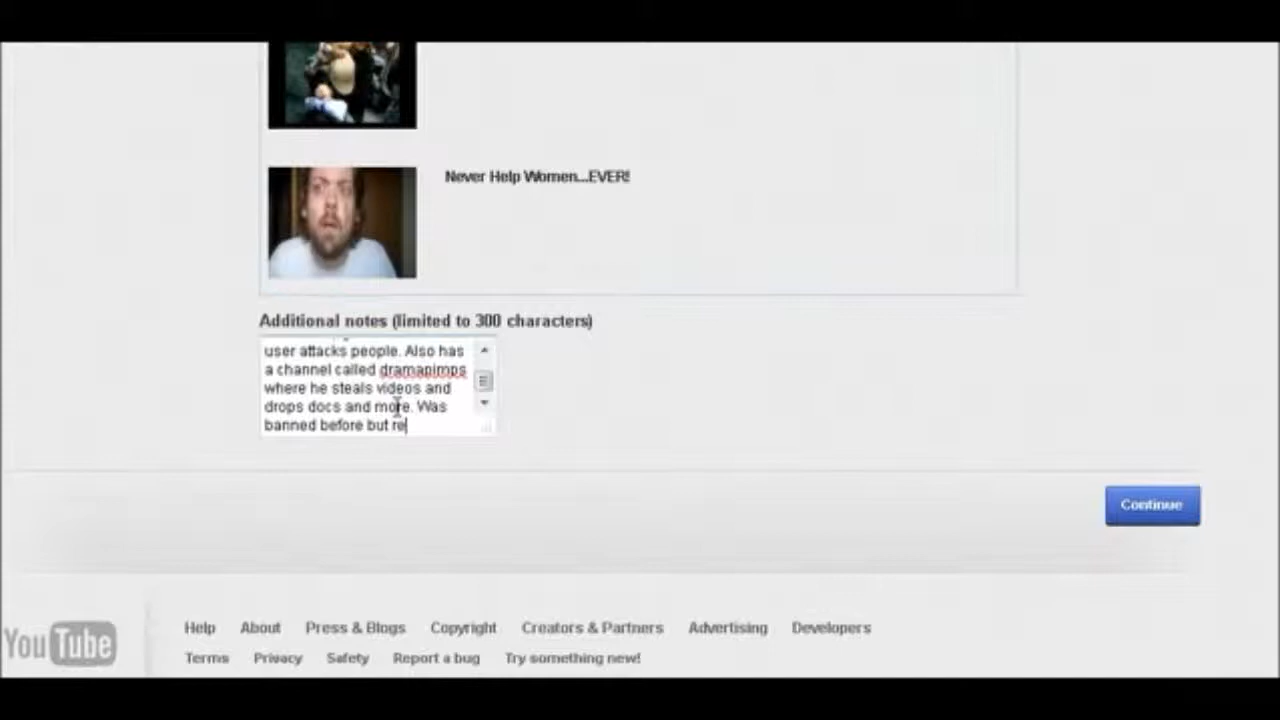 Never Help Women...EVER!
Additional notes (limited to 300 characters)
user attacks people. Also has
a channel called dramapimps
where he steals videos and
drops docs and more. Was
banned before but re
Continue
YouTube
Help About Press & Blogs Copyright Creators & Partners Advertising Developers
Terms Privacy Safety Report a bug Try something new!